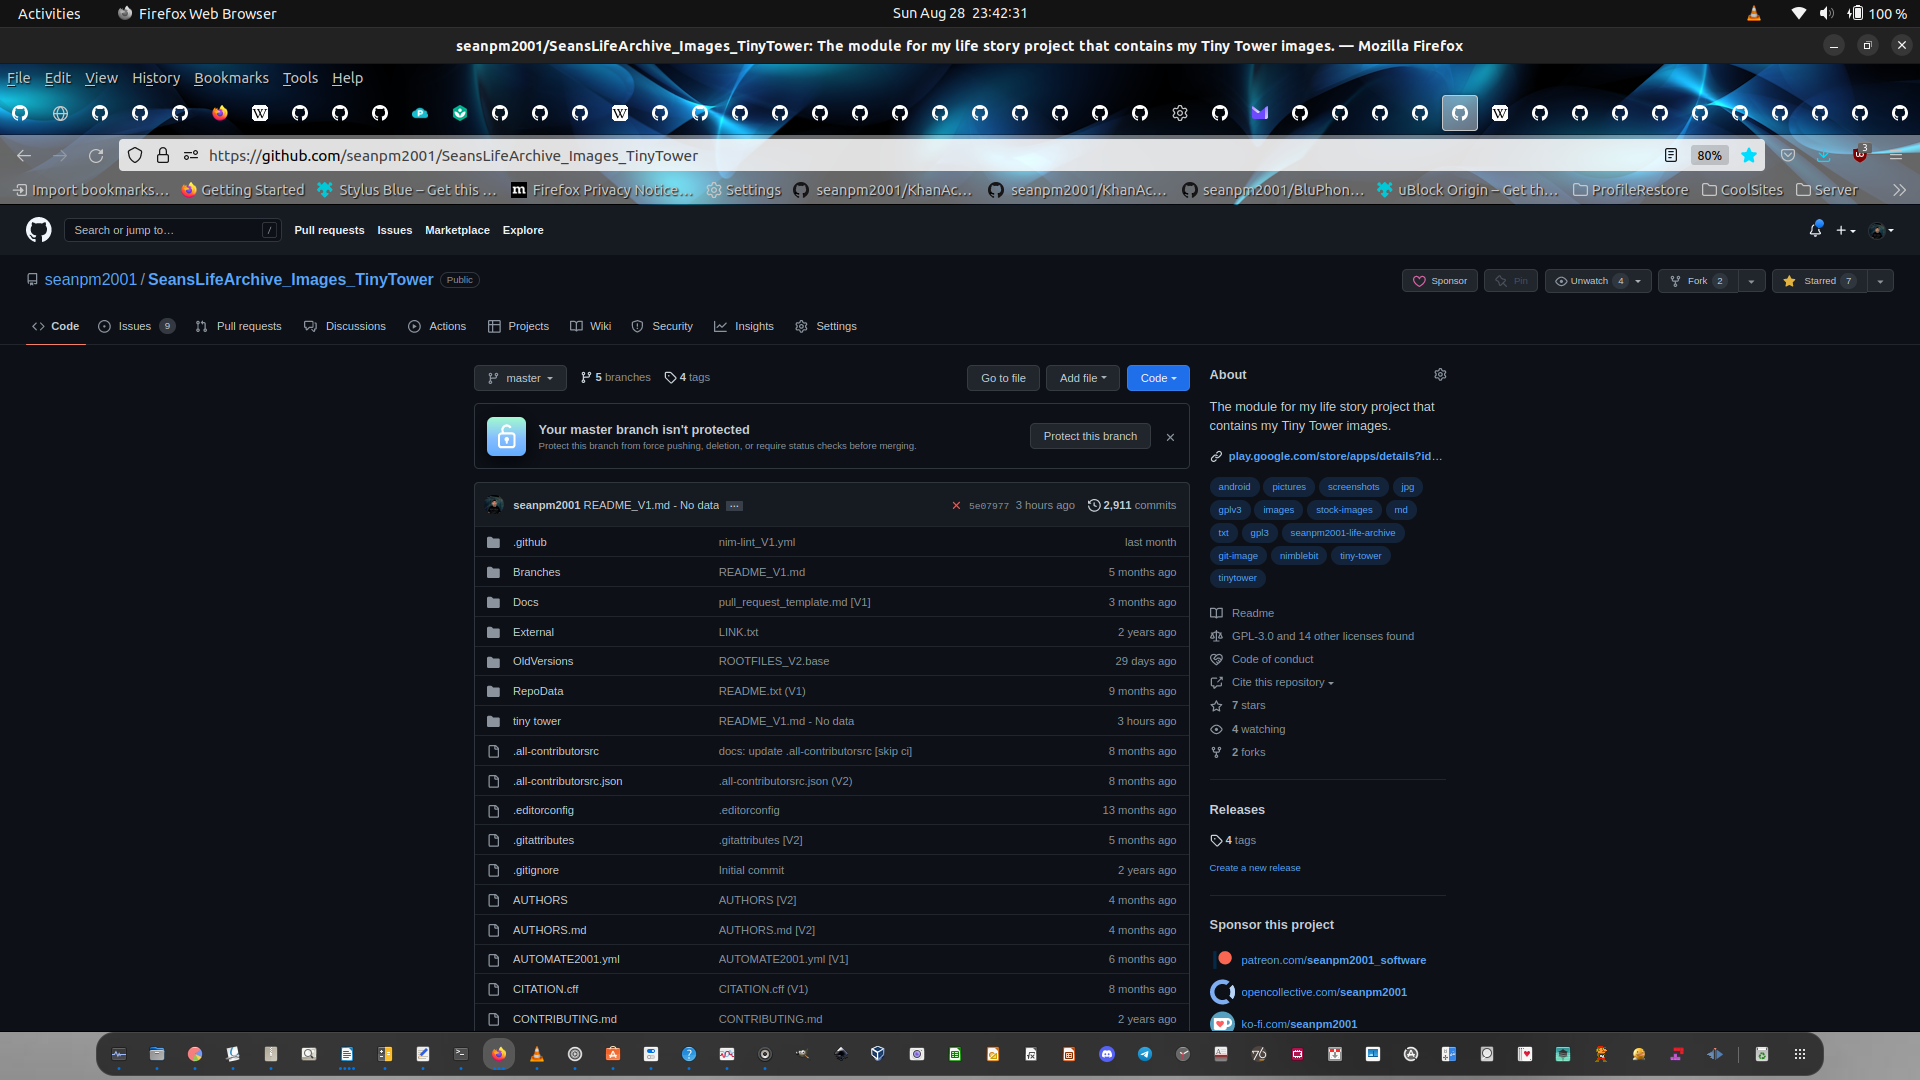 Activities Firefox Web Browser Sun Aug 28 23:42:31 100 %
seanpm2001/SeansLifeArchive_Images_TinyTower: The module for my life story project that contains my Tiny Tower images. — Mozilla Firefox
File Edit View History Bookmarks Tools Help
https://github.com/seanpm2001/SeansLifeArchive_Images_TinyTower 80% 3
Import bookmarks… Getting Started Stylus Blue – Get this … Firefox Privacy Notice… Settings seanpm2001/KhanAc… seanpm2001/KhanAc… seanpm2001/BluPhon… uBlock Origin – Get th… ProfileRestore CoolSites Server
Search or jump to… / Pull requests Issues Marketplace Explore
seanpm2001 / SeansLifeArchive_Images_TinyTower Public Sponsor Pin Unwatch 4 Fork 2 Starred 7
Code Issues 9 Pull requests Discussions Actions Projects Wiki Security Insights Settings
master 5 branches 4 tags Go to file Add file Code
Your master branch isn't protected
Protect this branch from force pushing, deletion, or require status checks before merging.
Protect this branch
seanpm2001 README_V1.md - No data … 5e07977 3 hours ago 2,911 commits
.github nim-lint_V1.yml last month
Branches README_V1.md 5 months ago
Docs pull_request_template.md [V1] 3 months ago
External LINK.txt 2 years ago
OldVersions ROOTFILES_V2.base 29 days ago
RepoData README.txt (V1) 9 months ago
tiny tower README_V1.md - No data 3 hours ago
.all-contributorsrc docs: update .all-contributorsrc [skip ci] 8 months ago
.all-contributorsrc.json .all-contributorsrc.json (V2) 8 months ago
.editorconfig .editorconfig 13 months ago
.gitattributes .gitattributes [V2] 5 months ago
.gitignore Initial commit 2 years ago
AUTHORS AUTHORS [V2] 4 months ago
AUTHORS.md AUTHORS.md [V2] 4 months ago
AUTOMATE2001.yml AUTOMATE2001.yml [V1] 6 months ago
CITATION.cff CITATION.cff (V1) 8 months ago
CONTRIBUTING.md CONTRIBUTING.md 2 years ago
About
The module for my life story project that
contains my Tiny Tower images.
play.google.com/store/apps/details?id…
android pictures screenshots jpg
gplv3 images stock-images md
txt gpl3 seanpm2001-life-archive
git-image nimblebit tiny-tower
tinytower
Readme
GPL-3.0 and 14 other licenses found
Code of conduct
Cite this repository
7 stars
4 watching
2 forks
Releases
4 tags
Create a new release
Sponsor this project
patreon.com/seanpm2001_software
opencollective.com/seanpm2001
ko-fi.com/seanpm2001